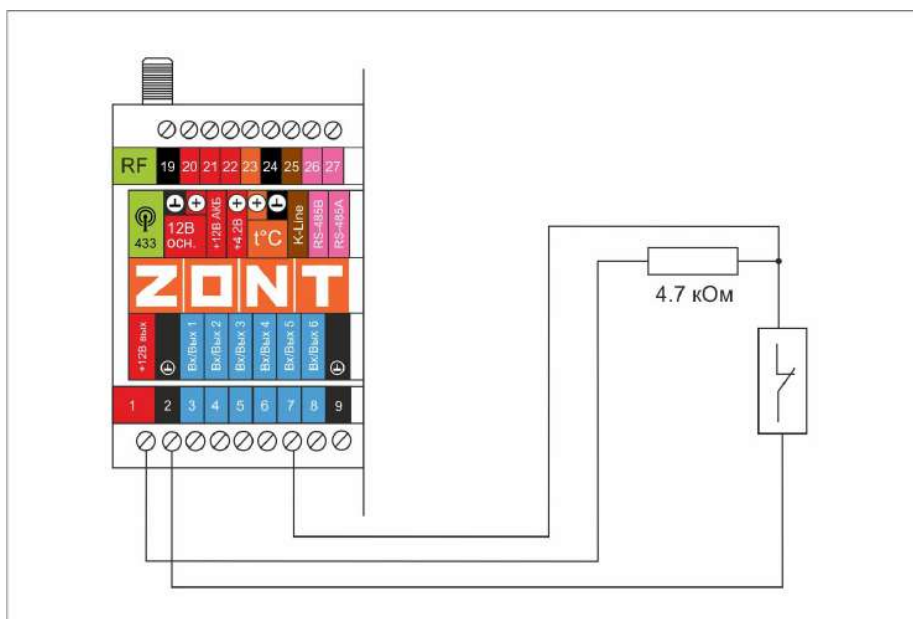 RF 19 20 21 22 23 24 25 26 27
433 12В осн. +12В АКБ +4.2В t°C K-Line RS-485B RS-485A
ZONT
+12В вых Вх/Вых 1 Вх/Вых 2 Вх/Вых 3 Вх/Вых 4 Вх/Вых 5 Вх/Вых 6
1 2 3 4 5 6 7 8 9
4.7 кОм